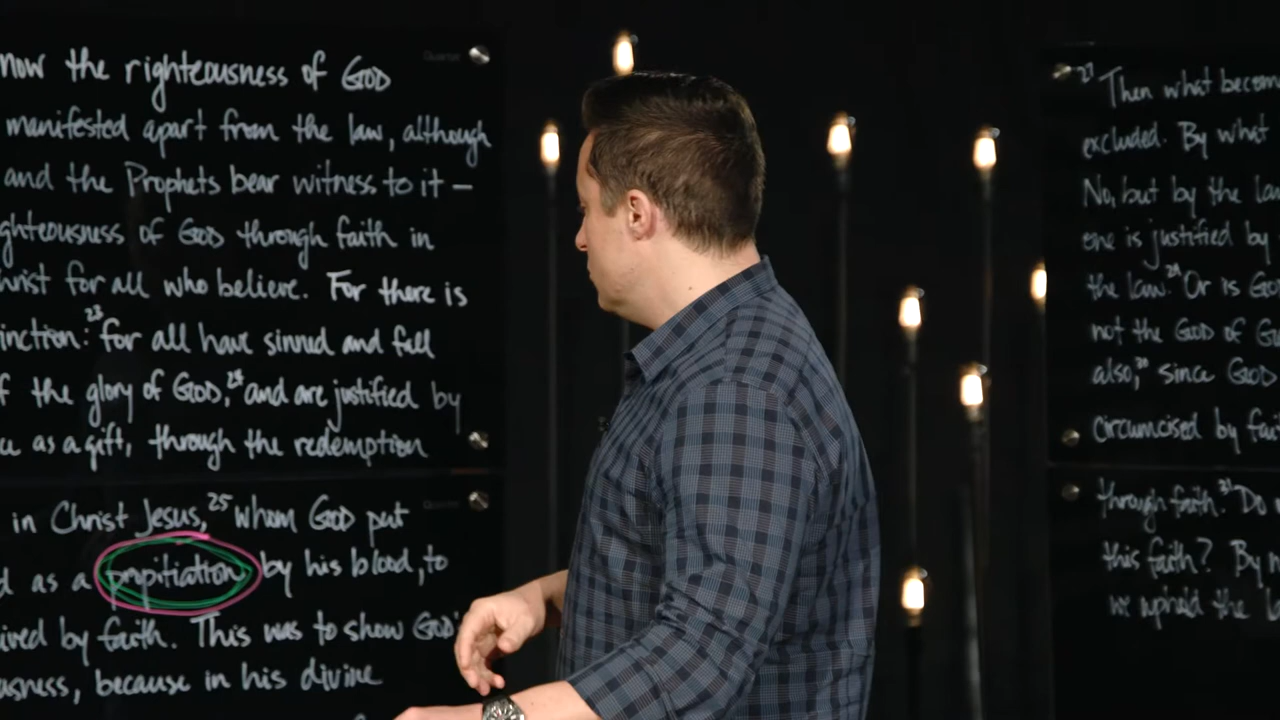 now the righteousness of GOD
manifested apart from the law, although
and the Prophets bear witness to it —
ghteousness of GOD through faith in
hrist for all who believe. For there is
inction: 23 for all have sinned and fall
f the glory of GOD, 24 and are justified by
ce as a gift, through the redemption
in Christ Jesus, 25 whom GOD put
d as a propitiation by his blood, to
ived by faith. This was to show GOD'
usness, because in his divine
27 Then what becom
excluded. By what
No, but by the la
one is justified by
the law. 29 Or is GO
not the GOD of G
also, 30 since GOD
circumcised by fai
through faith. 31 Do
this faith? By
we uphold the l